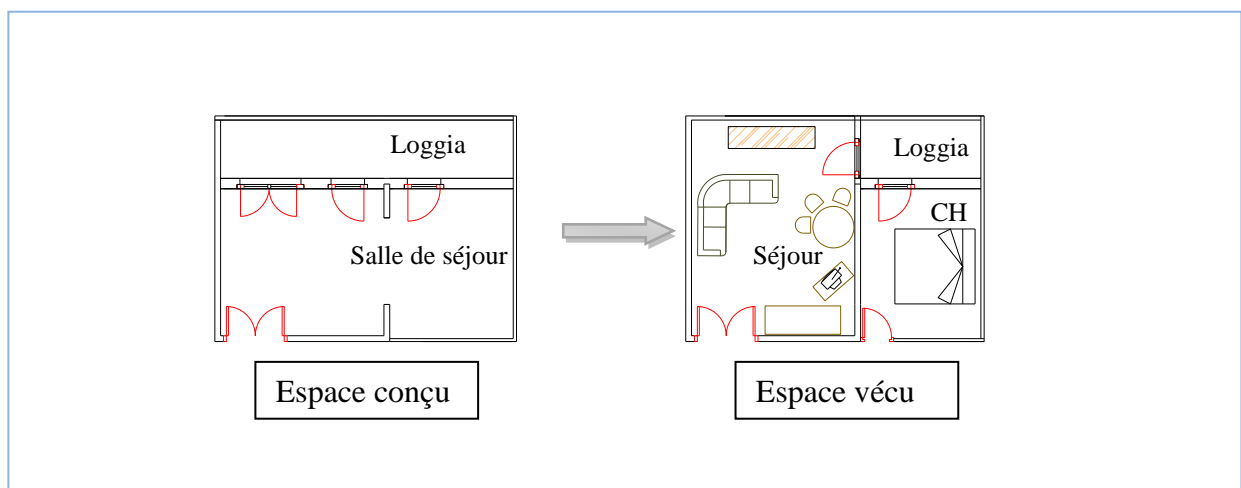 Loggia
Salle de séjour
Espace conçu
Loggia
CH
Séjour
Espace vécu